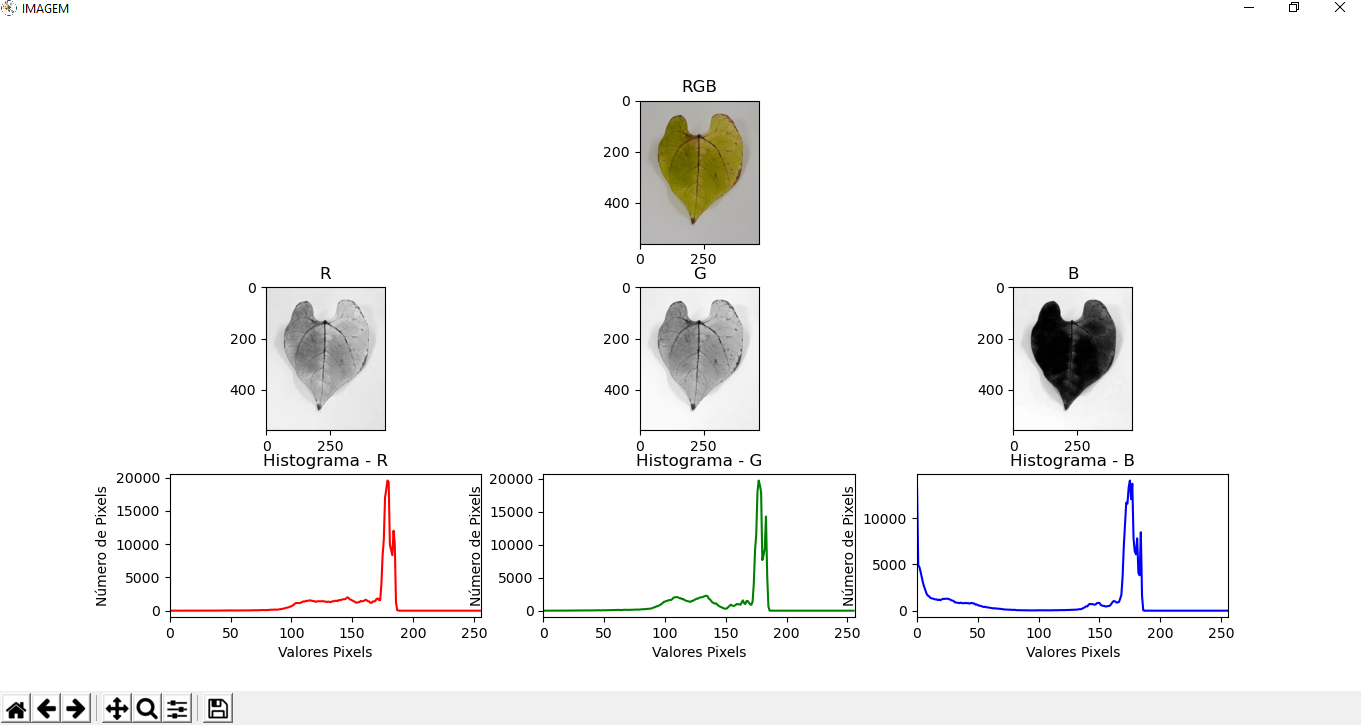 IMAGEM
RGB
0
200
400
0 250
R
0
200
400
0 250
G
0
200
400
0 250
B
0
200
400
0 250
Histograma - R
Número de Pixels
20000
15000
10000
5000
0
0 50 100 150 200 250
Valores Pixels
Histograma - G
Número de Pixels
20000
15000
10000
5000
0
0 50 100 150 200 250
Valores Pixels
Histograma - B
Número de Pixels
10000
5000
0
0 50 100 150 200 250
Valores Pixels